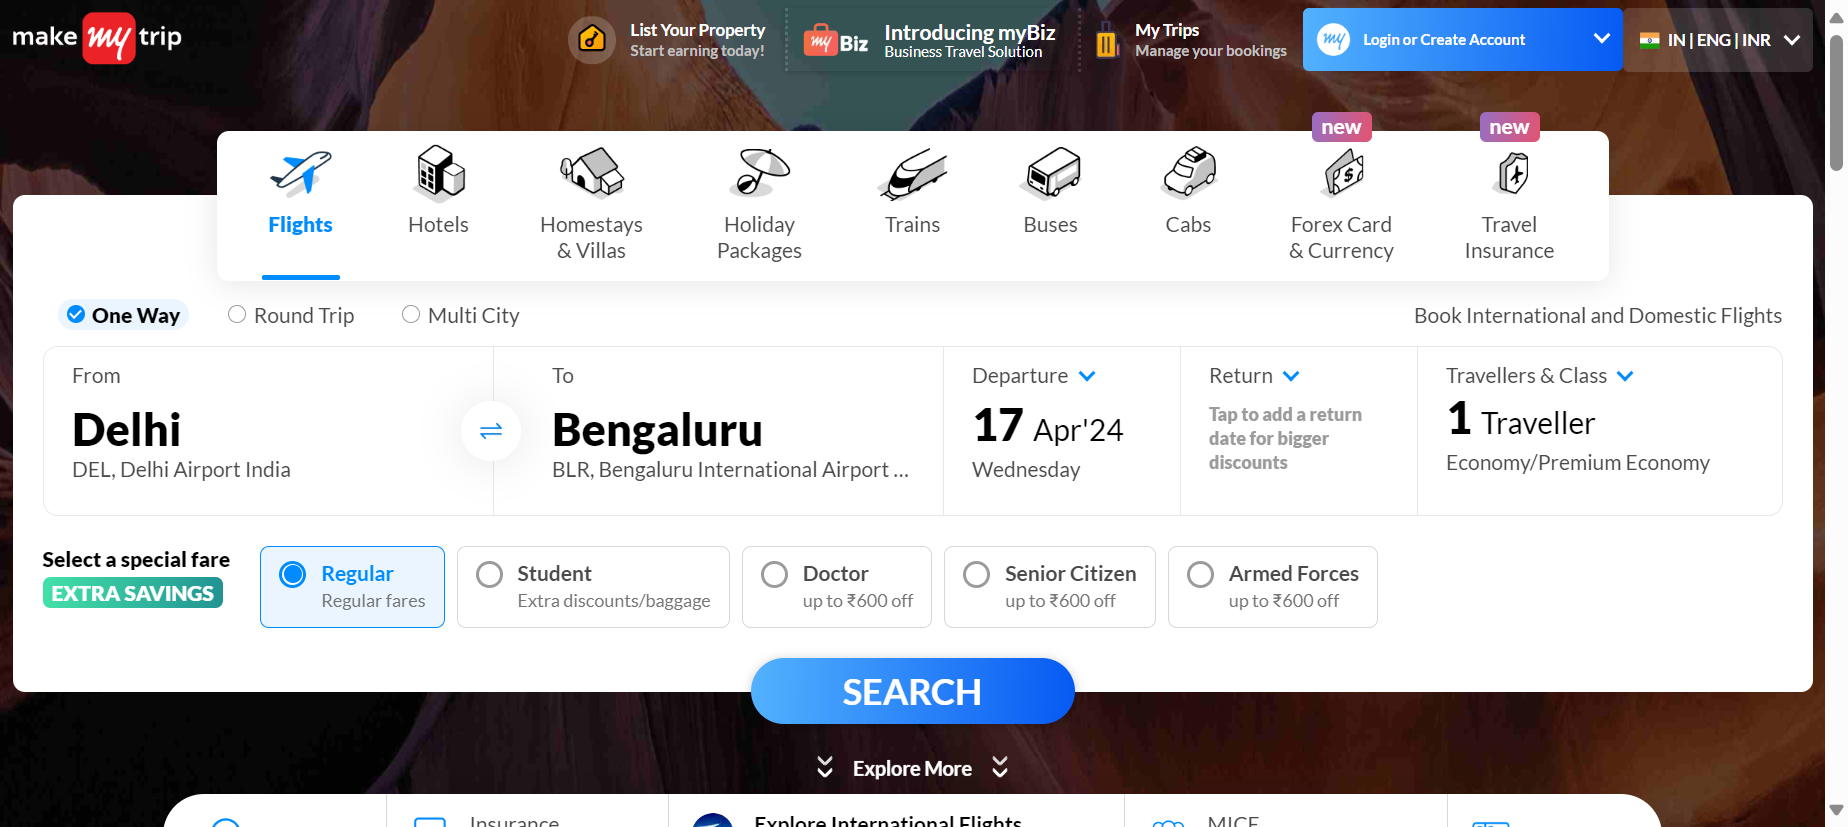 make my trip
List Your Property
Start earning today!
my Biz
Introducing myBiz
Business Travel Solution
My Trips
Manage your bookings
my
Login or Create Account
IN | ENG | INR
new
new
Flights
Hotels
Homestays
& Villas
Holiday
Packages
Trains
Buses
Cabs
Forex Card
& Currency
Travel
Insurance
One Way
Round Trip
Multi City
Book International and Domestic Flights
From
Delhi
DEL, Delhi Airport India
To
Bengaluru
BLR, Bengaluru International Airport ...
Departure
17 Apr'24
Wednesday
Return
Tap to add a return
date for bigger
discounts
Travellers & Class
1 Traveller
Economy/Premium Economy
Select a special fare
EXTRA SAVINGS
Regular
Regular fares
Student
Extra discounts/baggage
Doctor
up to ₹600 off
Senior Citizen
up to ₹600 off
Armed Forces
up to ₹600 off
SEARCH
Explore More
Insurance
Explore International Flights
MICE